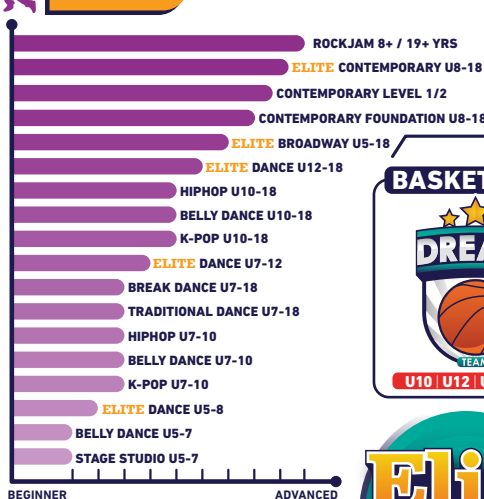 ROCKJAM 8+ / 19+ YRS
ELITE CONTEMPORARY U8-18
CONTEMPORARY LEVEL 1/2
CONTEMPORARY FOUNDATION U8-18
ELITE BROADWAY U5-18
ELITE DANCE U12-18
HIPHOP U10-18
BELLY DANCE U10-18
K-POP U10-18
ELITE DANCE U7-12
BREAK DANCE U7-18
TRADITIONAL DANCE U7-18
HIPHOP U7-10
BELLY DANCE U7-10
K-POP U7-10
ELITE DANCE U5-8
BELLY DANCE U5-7
STAGE STUDIO U5-7
BEGINNER ADVANCED
BASKET
DREA
TEAM
U10 | U12 | U
Eli